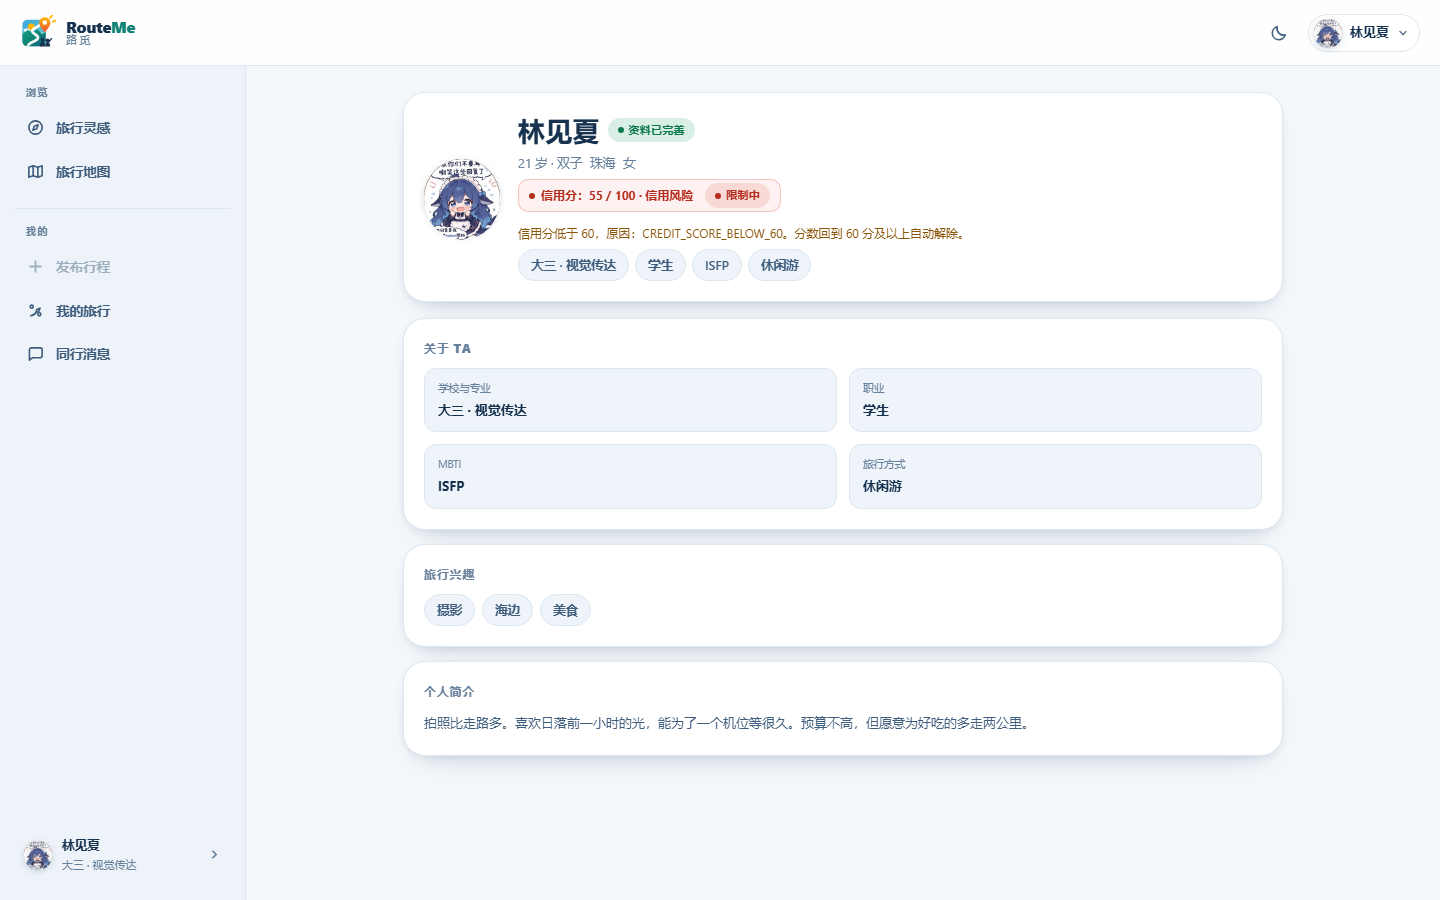 RouteMe
路觅
林见夏
浏览
旅行灵感
旅行地图
我的
发布行程
我的旅行
同行消息
林见夏
大三 · 视觉传达
林见夏
资料已完善
21 岁 · 双子 珠海 女
信用分：55 / 100 · 信用风险
限制中
信用分低于 60，原因：CREDIT_SCORE_BELOW_60。分数回到 60 分及以上自动解除。
大三 · 视觉传达
学生
ISFP
休闲游
关于 TA
学校与专业
大三 · 视觉传达
职业
学生
MBTI
ISFP
旅行方式
休闲游
旅行兴趣
摄影
海边
美食
个人简介
拍照比走路多。喜欢日落前一小时的光，能为了一个机位等很久。预算不高，但愿意为好吃的多走两公里。